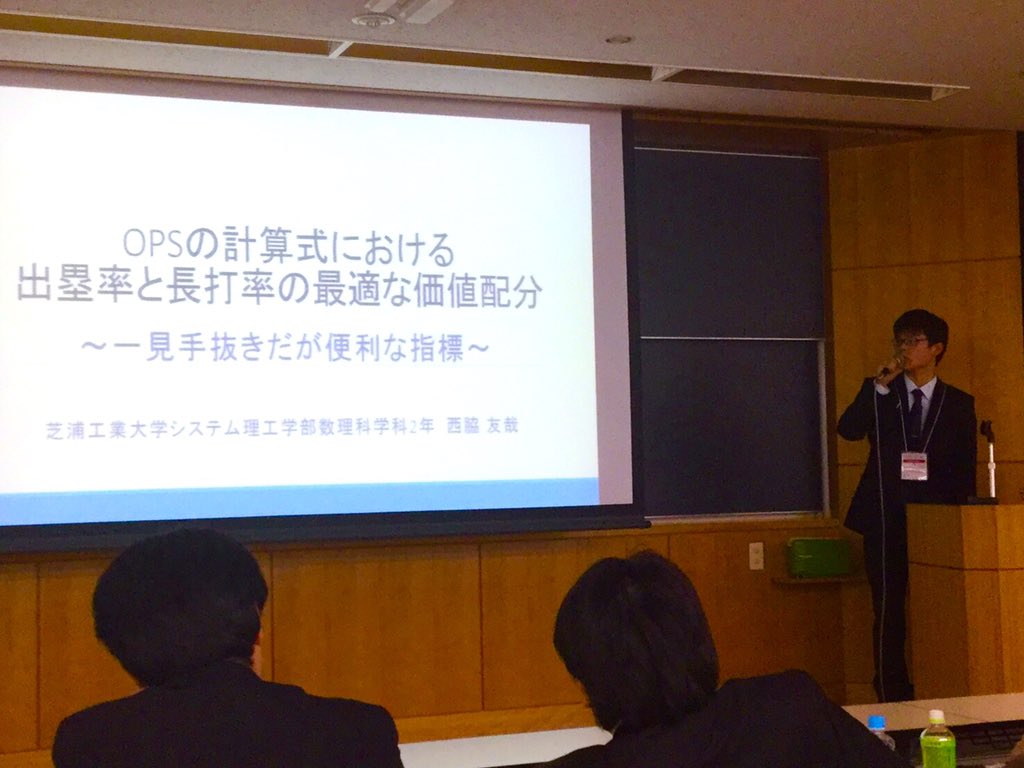 OPSの計算式における
出塁率と長打率の最適な価値配分
～一見手抜きだが便利な指標～
芝浦工業大学システム理工学部数理科学科2年 西脇 友哉